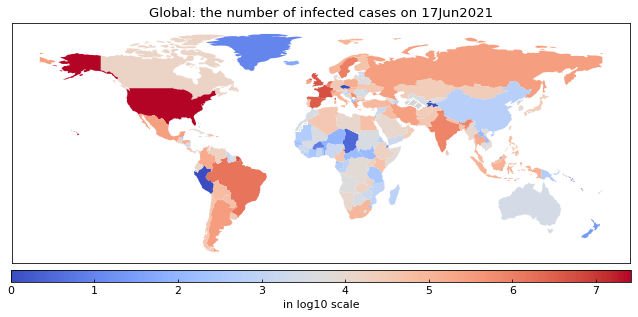 Global: the number of infected cases on 17Jun2021
0 1 2 3 4 5 6 7
in log10 scale